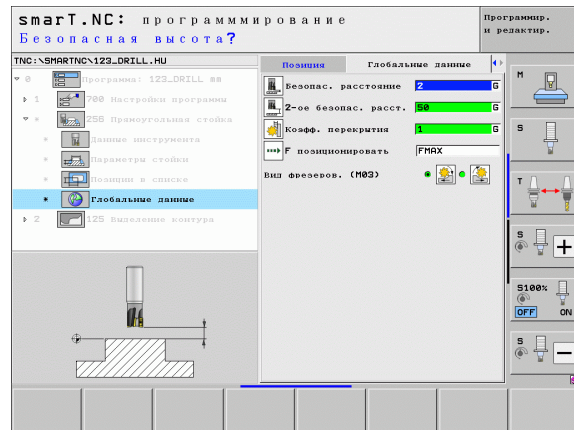 smarT.NC: программмирование
Программир. и редактир.
Безопасная высота?
TNC:\SMARTNC\123_DRILL.HU
0 Программа: 123_DRILL мм
1 700 Настройки программы
* 256 Прямоугольная стойка
* Данные инструмента
* Параметры стойки
* Позиции в списке
* Глобальные данные
2 125 Выделение контура
Позиция
Глобальные данные
Безопас. расстояние 2 G
2-ое безопас. расст. 50 G
Коэфф. перекрытия 1 G
F позиционировать FMAX
Вид фрезеров. (M03)
M
S
T
S
S100%
OFF ON
S